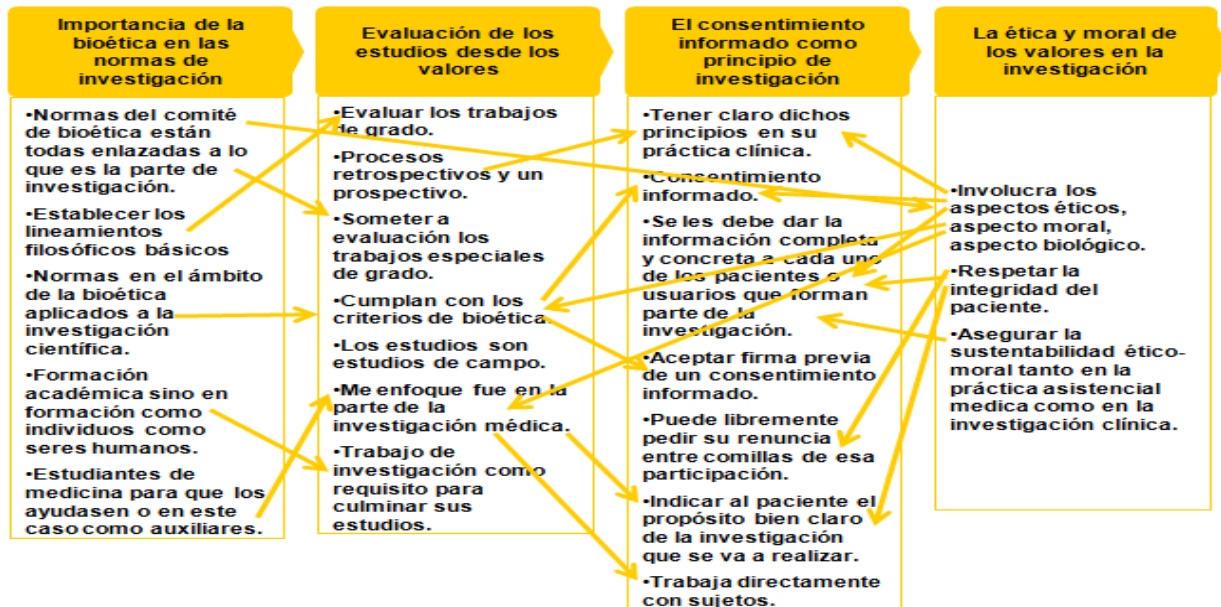 Importancia de la
bioética en las
normas de
investigación
•Normas del comité
de bioética están
todas enlazadas a lo
que es la parte de
investigación.
•Establecer los
lineamientos
filosóficos básicos
•Normas en el ámbito
de la bioética
aplicados a la
investigación
científica.
•Formación
académica sino en
formación como
individuos como
seres humanos.
•Estudiantes de
medicina para que los
ayudasen o en este
caso como auxiliares.
Evaluación de los
estudios desde los
valores
•Evaluar los trabajos
de grado.
•Procesos
retrospectivos y un
prospectivo.
•Someter a
evaluación los
trabajos especiales
de grado.
•Cumplan con los
criterios de bioética.
•Los estudios son
estudios de campo.
•Me enfoque fue en la
parte de la
investigación médica.
•Trabajo de
investigación como
requisito para
culminar sus
estudios.
El consentimiento
informado como
principio de
investigación
•Tener claro dichos
principios en su
práctica clínica.
•Consentimiento
informado.
•Se les debe dar la
información completa
y concreta a cada uno
de los pacientes o
usuarios que forman
parte de la
investigación.
•Aceptar firma previa
de un consentimiento
informado.
•Puede libremente
pedir su renuncia
entre comillas de esa
participación.
•Indicar al paciente el
propósito bien claro
de la investigación
que se va a realizar.
•Trabaja directamente
con sujetos.
La ética y moral de
los valores en la
investigación
•Involucra los
aspectos éticos,
aspecto moral,
aspecto biológico.
•Respetar la
integridad del
paciente.
•Asegurar la
sustentabilidad ético-
moral tanto en la
práctica asistencial
medica como en la
investigación clínica.